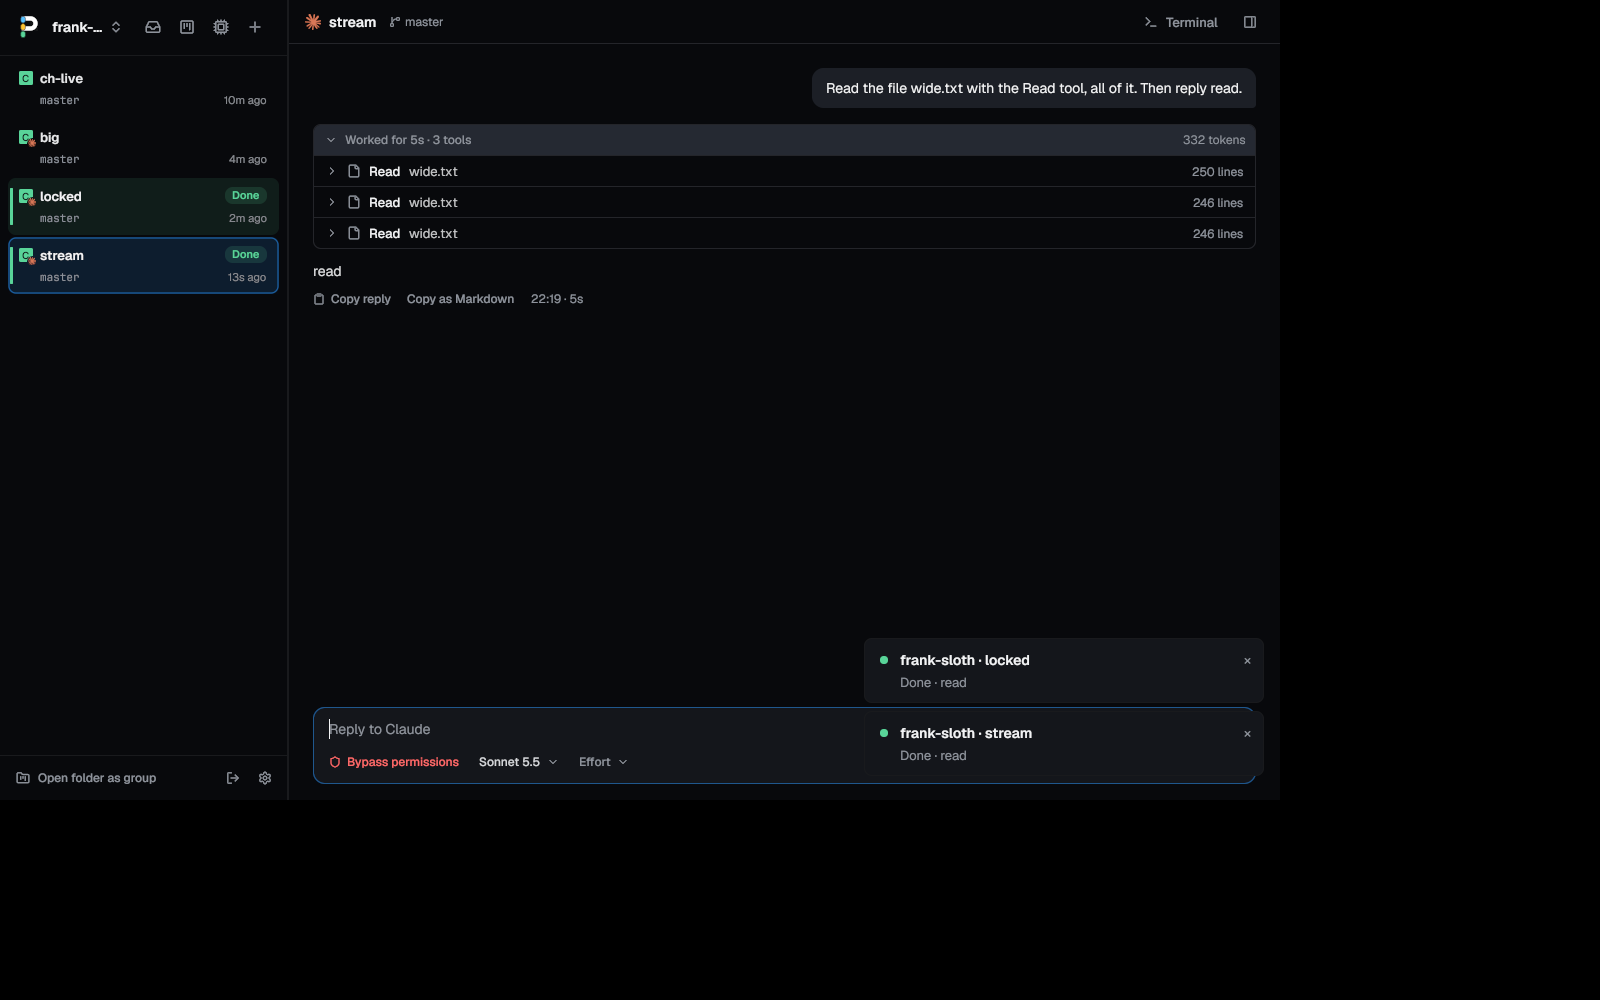 frank-...
ch-live
master 10m ago
big
master 4m ago
locked Done
master 2m ago
stream Done
master 13s ago
Open folder as group
stream master Terminal
Read the file wide.txt with the Read tool, all of it. Then reply read.
Worked for 5s · 3 tools 332 tokens
Read wide.txt 250 lines
Read wide.txt 246 lines
Read wide.txt 246 lines
read
Copy reply Copy as Markdown 22:19 · 5s
frank-sloth · locked
Done · read
Reply to Claude
Bypass permissions Sonnet 5.5 Effort
frank-sloth · stream
Done · read